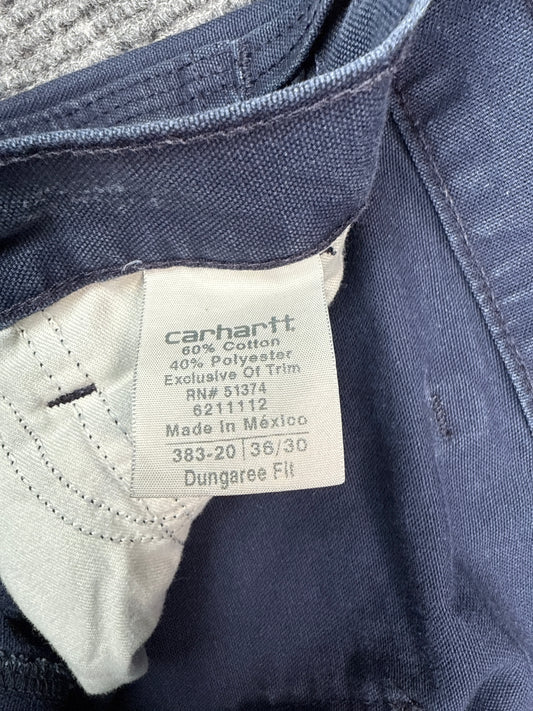 carhartt
60% Cotton
40% Polyester
Exclusive Of Trim
RN# 51374
6211112
Made in México
383-20 36/30
Dungaree Fit